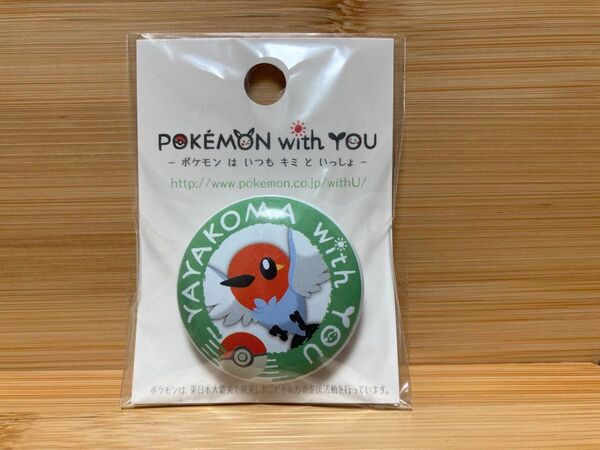 POKÉMON with YOU
- ポケモン は いつも キミ と いっしょ -
http://www.pokemon.co.jp/withU/
YAYAKOMA with YOU
ポケモンは、東日本大震災で被災したこどもたちの支援活動を行っています。